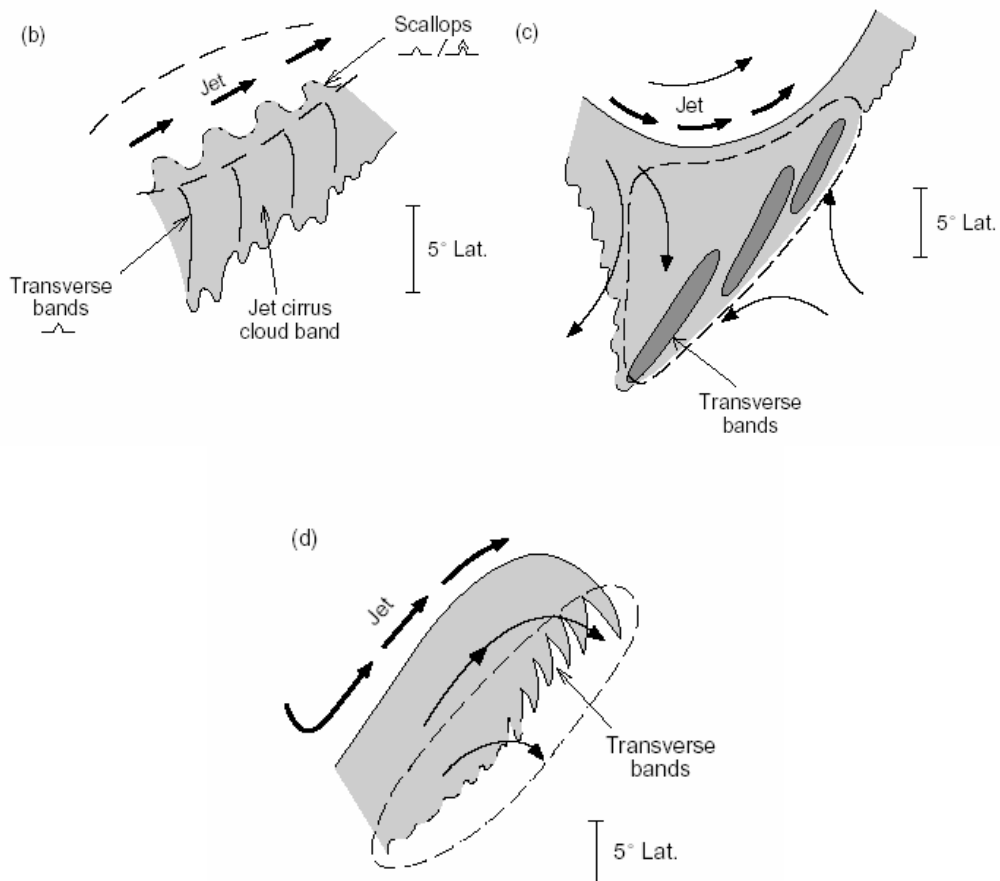 (b)
Scallops
Jet
5° Lat.
Transverse
bands
Jet cirrus
cloud band
(c)
Jet
5° Lat.
Transverse
bands
(d)
Jet
Transverse
bands
5° Lat.